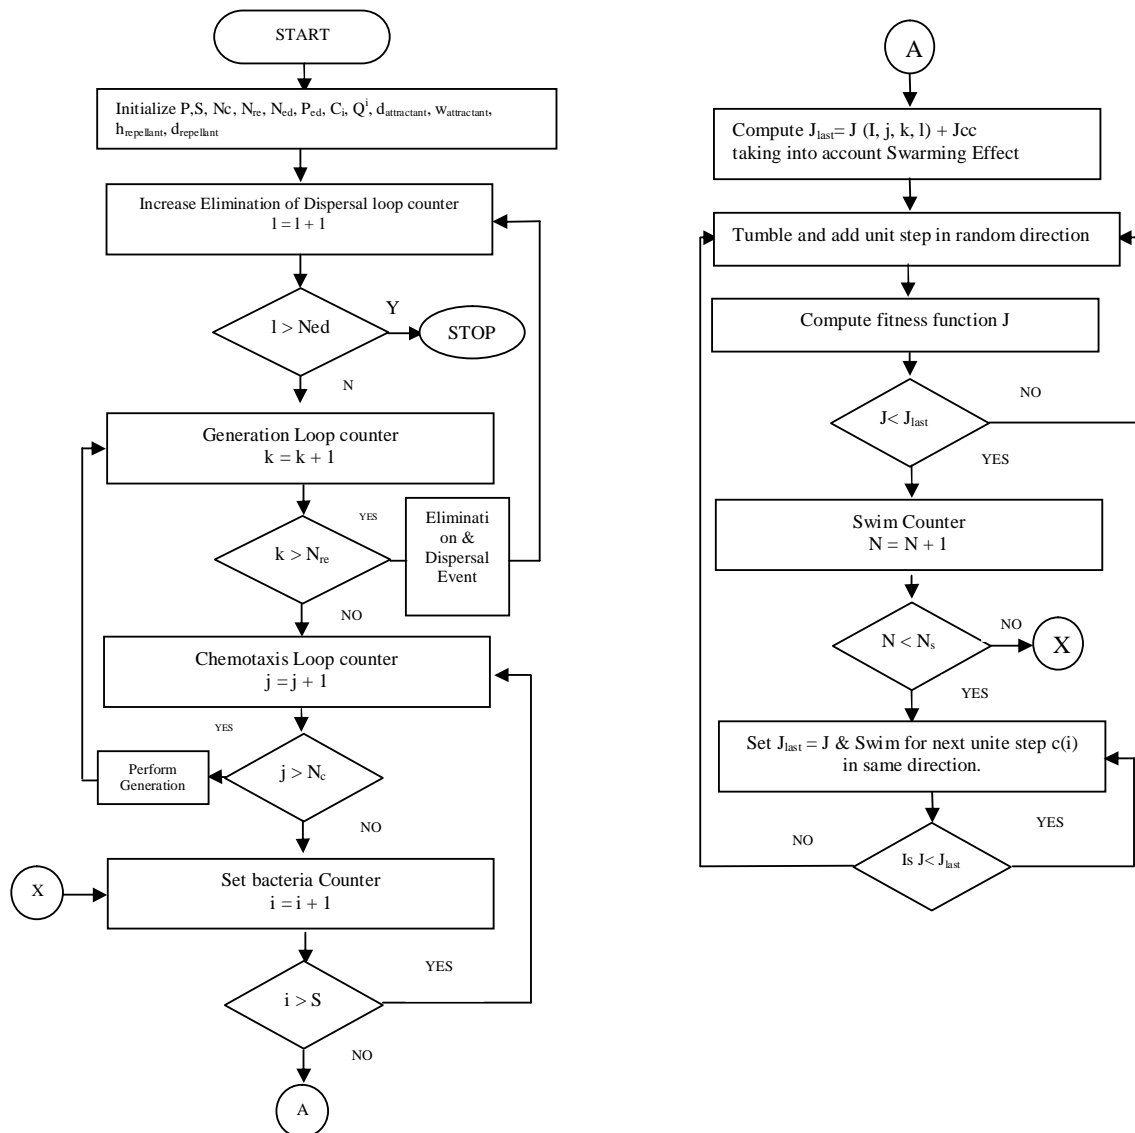 START
Initialize P,S, Nc, Nre, Ned, Ped, Ci, Qi, dattractant, wattractant,
hrepellant, drepellant
Increase Elimination of Dispersal loop counter
l = l + 1
l > Ned
Y
STOP
N
Generation Loop counter
k = k + 1
k > Nre
YES
Eliminati
on &
Dispersal
Event
NO
Chemotaxis Loop counter
j = j + 1
YES
j > Nc
Perform
Generation
NO
X
Set bacteria Counter
i = i + 1
i > S
YES
NO
A
A
Compute Jlast= J (I, j, k, l) + Jcc
taking into account Swarming Effect
Tumble and add unit step in random direction
Compute fitness function J
J< Jlast
NO
YES
Swim Counter
N = N + 1
N < Ns
NO
X
YES
Set Jlast = J & Swim for next unite step c(i)
in same direction.
NO
YES
Is J< Jlast